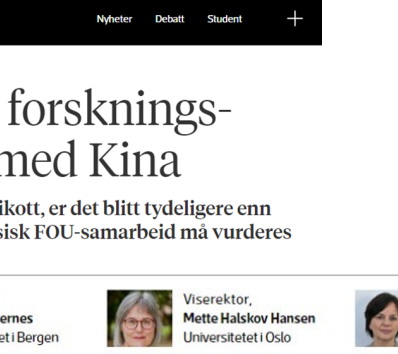 Nyheter Debatt Student
forsknings-
med Kina
ikott, er det blitt tydeligere enn
sisk FOU-samarbeid må vurderes
Viserektor,
ernes Mette Halskov Hansen
et i Bergen Universitetet i Oslo